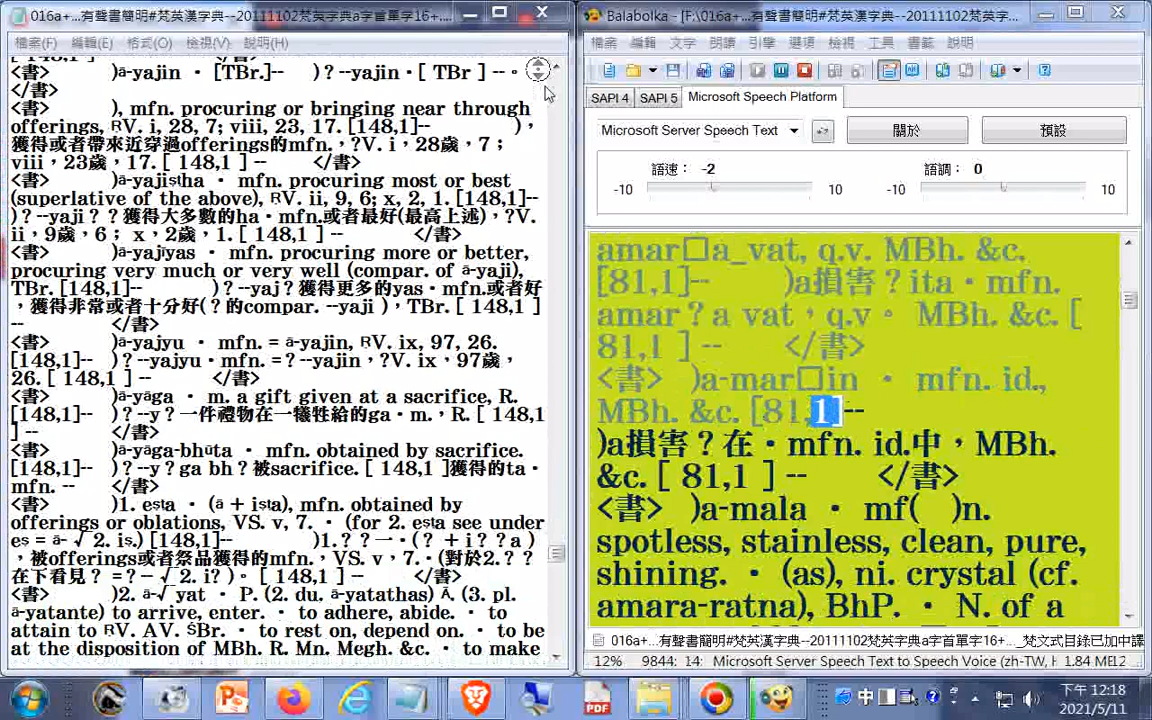 有聲書簡明#梵英漢字典--20111102梵英字典a字首單字16+...
檔案(F) 編輯(E) 格式(O) 檢視(V) 說明(H)
<書> )ā-yajin ‧ [TBr.]-- )?--yajin‧[ TBr ] --。
</書>
<書> ), mfn. procuring or bringing near through
offerings, RV. i, 28, 7; viii, 23, 17. [148,1]-- ),
獲得或者帶來近穿過offerings的mfn.,?V. i,28歲,7;
viii,23歲,17. [ 148,1 ] -- </書>
<書> )ā-yajiṣṭha ‧ mfn. procuring most or best
(superlative of the above), RV. ii, 9, 6; x, 2, 1. [148,1]--
)?--yaji??獲得大多數的ha‧mfn.或者最好(最高上述),?V.
ii,9歲,6; x,2歲,1. [ 148,1 ] -- </書>
<書> )ā-yajīyas ‧ mfn. procuring more or better,
procuring very much or very well (compar. of ā-yaji),
TBr. [148,1]-- )?--yaj?獲得更多的yas‧mfn.或者好
,獲得非常或者十分好(?的compar. --yaji ),TBr. [ 148,1 ]
-- </書>
<書> )ā-yajyu ‧ mfn. = ā-yajin, RV. ix, 97, 26.
[148,1]-- )?--yajyu‧mfn. =?--yajin,?V. ix,97歲,
26. [ 148,1 ] -- </書>
<書> )ā-yāga ‧ m. a gift given at a sacrifice, R.
[148,1]-- )?--y?一件禮物在一犧牲給的ga‧m.,R. [ 148,1
] -- </書>
<書> )ā-yāga-bhūta ‧ mfn. obtained by sacrifice.
[148,1]-- )?--y?ga bh?被sacrifice. [ 148,1 ]獲得的ta‧
mfn. -- </書>
<書> )1. eṣṭa ‧ (ā + iṣṭa), mfn. obtained by
offerings or oblations, VS. v, 7. ‧ (for 2. eṣṭa see under
eṣ = ā- √ 2. iṣ.) [148,1]-- )1.??一‧(? + i??a )
,被offerings或者祭品獲得的mfn.,VS. v,7.‧(對於2.??
在下看見? =?-- √ 2. i?)。[ 148,1 ] -- </書>
<書> )2. ā-√ yat ‧ P. (2. du. ā-yatathas) Ā. (3. pl.
ā-yatante) to arrive, enter. ‧ to adhere, abide. ‧ to
attain to RV. AV. ŚBr. ‧ to rest on, depend on. ‧ to be
at the disposition of MBh. R. Mn. Megh. &c. ‧ to make
Balabolka - [F:\016a+...有聲書簡明#梵英漢字典--20111102梵英字...
檔案 編輯 文字 朗讀 引擎 選項 檢視 工具 書籤 說明
SAPI 4 SAPI 5 Microsoft Speech Platform
Microsoft Server Speech Text 關於 預設
語速: -2 語調: 0
-10 10 -10 10
amar□a_vat, q.v. MBh. &c.
[81,1]-- )a損害?ita‧mfn.
amar?a vat,q.v。 MBh. &c. [
81,1 ] -- </書>
<書> )a-mar□in ‧ mfn. id.,
MBh. &c. [81,1]--
)a損害?在‧mfn. id.中,MBh.
&c. [ 81,1 ] -- </書>
<書> )a-mala ‧ mf( )n.
spotless, stainless, clean, pure,
shining. ‧ (as), ni. crystal (cf.
amara-ratna), BhP. ‧ N. of a
016a+...有聲書簡明#梵英漢字典--20111102梵英字典a字首單字16+..._梵文式目錄已加中譯
12% 9844: 14: Microsoft Server Speech Text to Speech Voice (zh-TW, H 1.84 ME
中
下午 12:18
2021/5/11